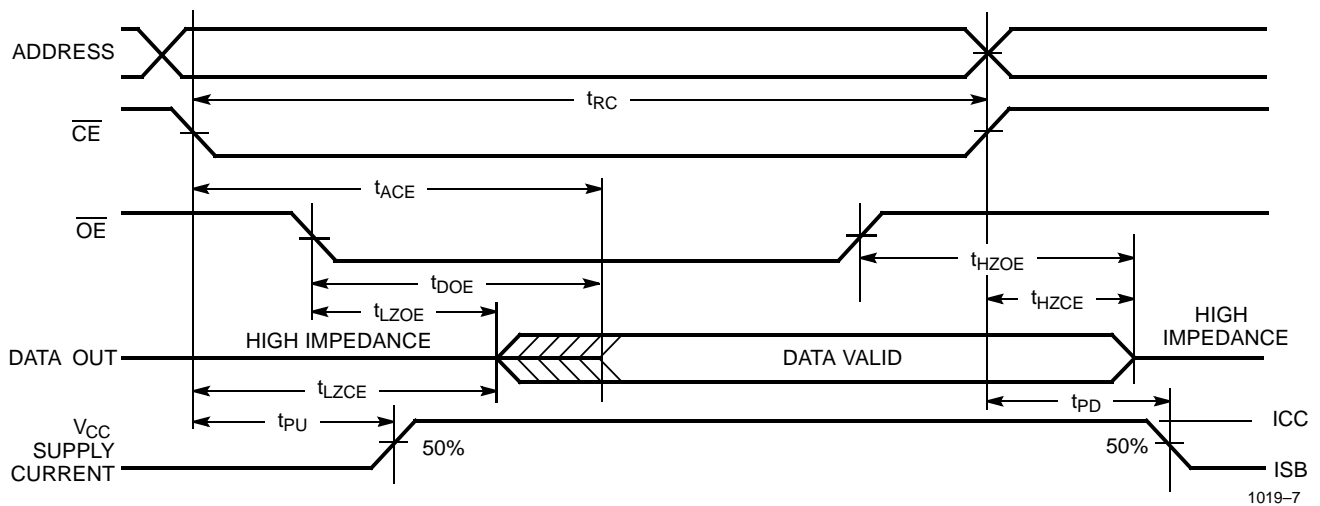 ADDRESS
tRC
CE
tACE
OE
tHZOE
tDOE
tHZCE
tLZOE
HIGH IMPEDANCE
HIGH
IMPEDANCE
DATA OUT
DATA VALID
tLZCE
tPD
tPU
ICC
VCC
SUPPLY
CURRENT
50%
50%
ISB
1019–7